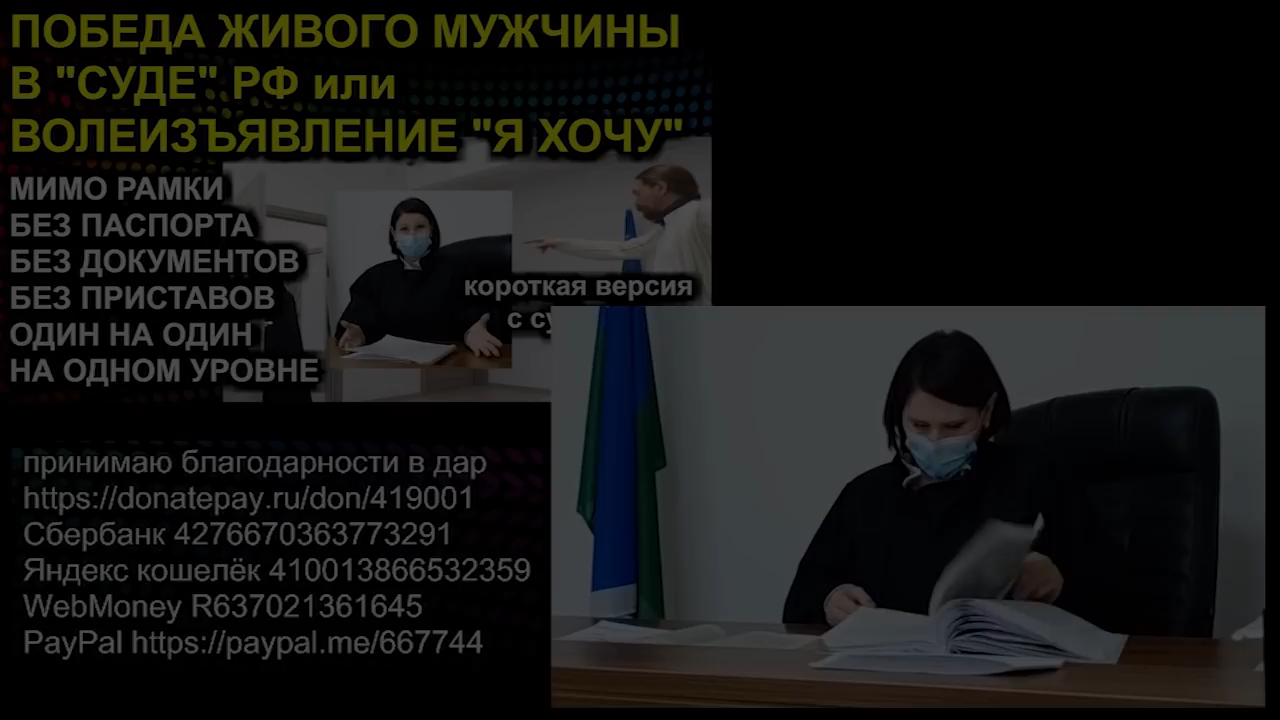 ПОБЕДА ЖИВОГО МУЖЧИНЫ
В "СУДЕ" РФ или
ВОЛЕИЗЪЯВЛЕНИЕ "Я ХОЧУ"
МИМО РАМКИ
БЕЗ ПАСПОРТА
БЕЗ ДОКУМЕНТОВ
БЕЗ ПРИСТАВОВ
ОДИН НА ОДИН
НА ОДНОМ УРОВНЕ
короткая версия
с
принимаю благодарности в дар
https://donatepay.ru/don/419001
Сбербанк 4276670363773291
Яндекс кошелёк 410013866532359
WebMoney R637021361645
PayPal https://paypal.me/667744